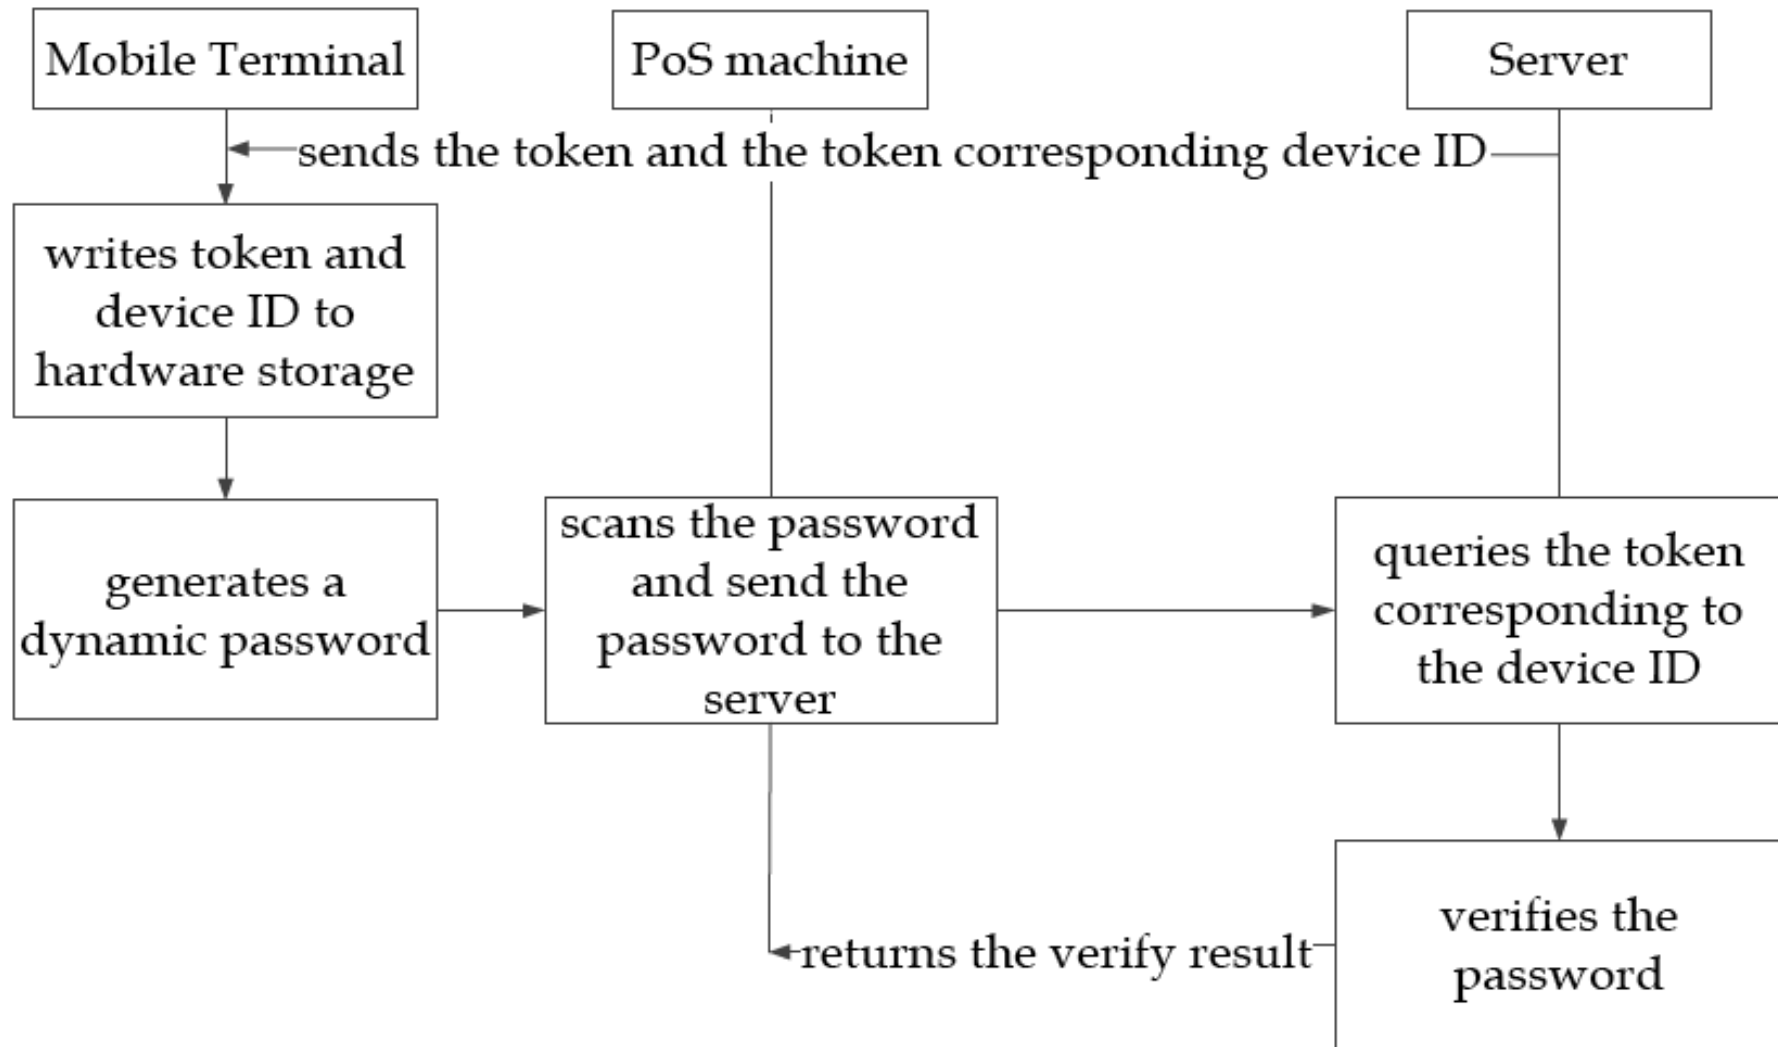 Mobile Terminal
PoS machine
Server
sends the token and the token corresponding device ID
writes token and
device ID to
hardware storage
generates a
dynamic password
scans the password
and send the
password to the
server
queries the token
corresponding to
the device ID
verifies the
password
returns the verify result